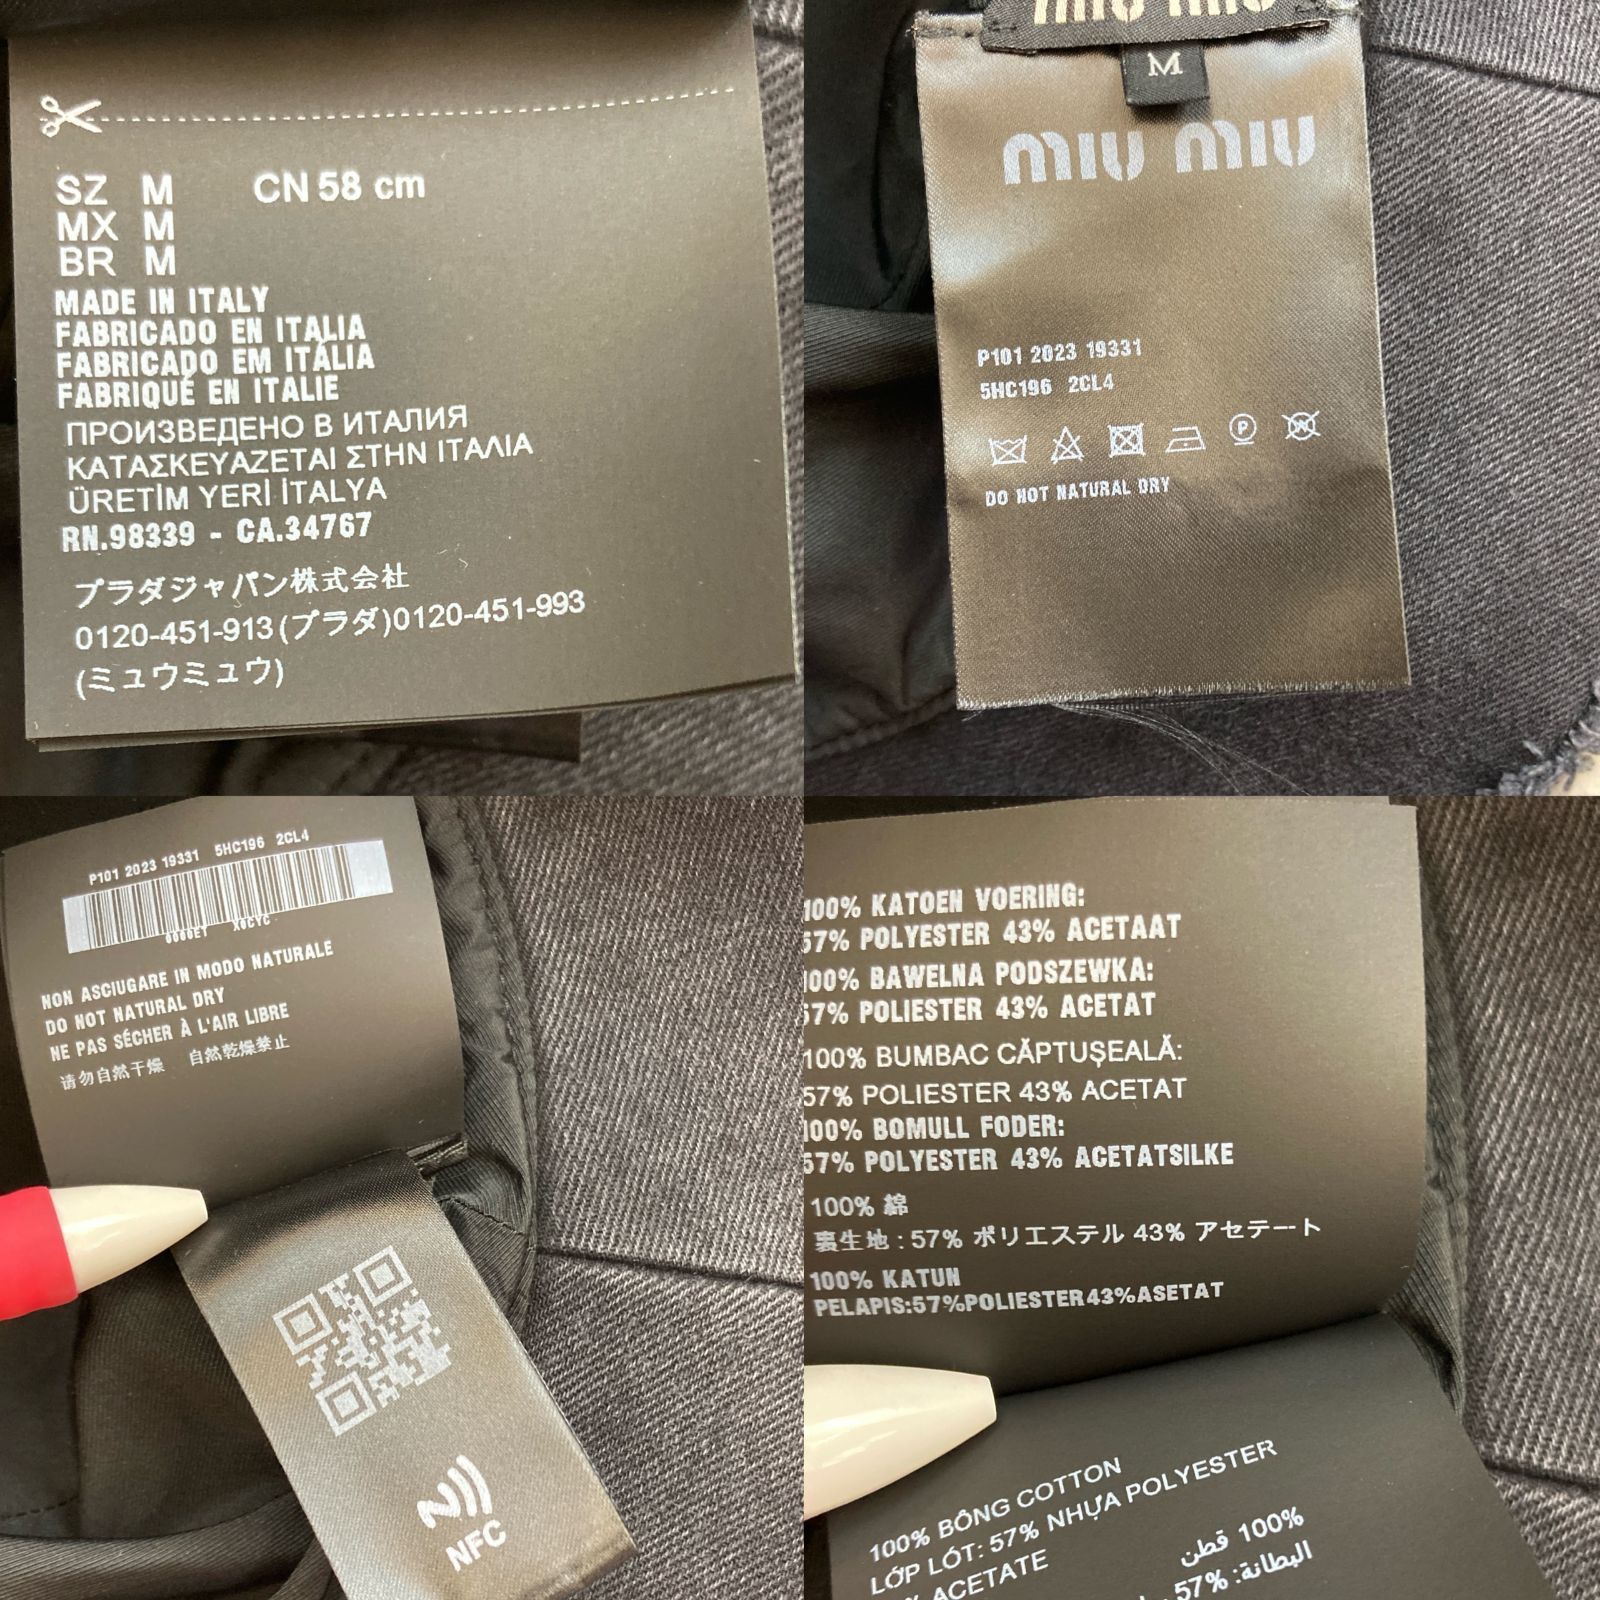 SZ M CN 58 cm
MX M
BR M
MADE IN ITALY
FABRICADO EN ITALIA
FABRICADO EM ITÁLIA
FABRIQUÉ EN ITALIE
ПРОИЗВЕДЕНО В ИТАЛИЯ
ΚΑΤΑΣΚΕΥΑΖΕΤΑΙ ΣΤΗΝ ΙΤΑΛΙΑ
ÜRETİM YERİ İTALYA
RN.98339 - CA.34767
プラダジャパン株式会社
0120-451-913(プラダ)0120-451-993
(ミュウミュウ)
miu miu
M
miu miu
P101 2023 19331
5HC196 2CL4
P
W
DO NOT NATURAL DRY
P101 2023 19331 5HC196 2CL4
0000E1 X0CYC
NON ASCIUGARE IN MODO NATURALE
DO NOT NATURAL DRY
NE PAS SÉCHER À L'AIR LIBRE
请勿自然干燥 自然乾燥禁止
NFC
100% KATOEN VOERING:
57% POLYESTER 43% ACETAAT
100% BAWELNA PODSZEWKA:
57% POLIESTER 43% ACETAT
100% BUMBAC CĂPTUŞEALĂ:
57% POLIESTER 43% ACETAT
100% BOMULL FODER:
57% POLYESTER 43% ACETATSILKE
100% 綿
裏生地 : 57% ポリエステル 43% アセテート
100% KATUN
PELAPIS:57%POLIESTER43%ASETAT
100% BÔNG COTTON
LỚP LÓT: 57% NHỰA POLYESTER
% ACETATE
100% قطن
البطانة: 57%